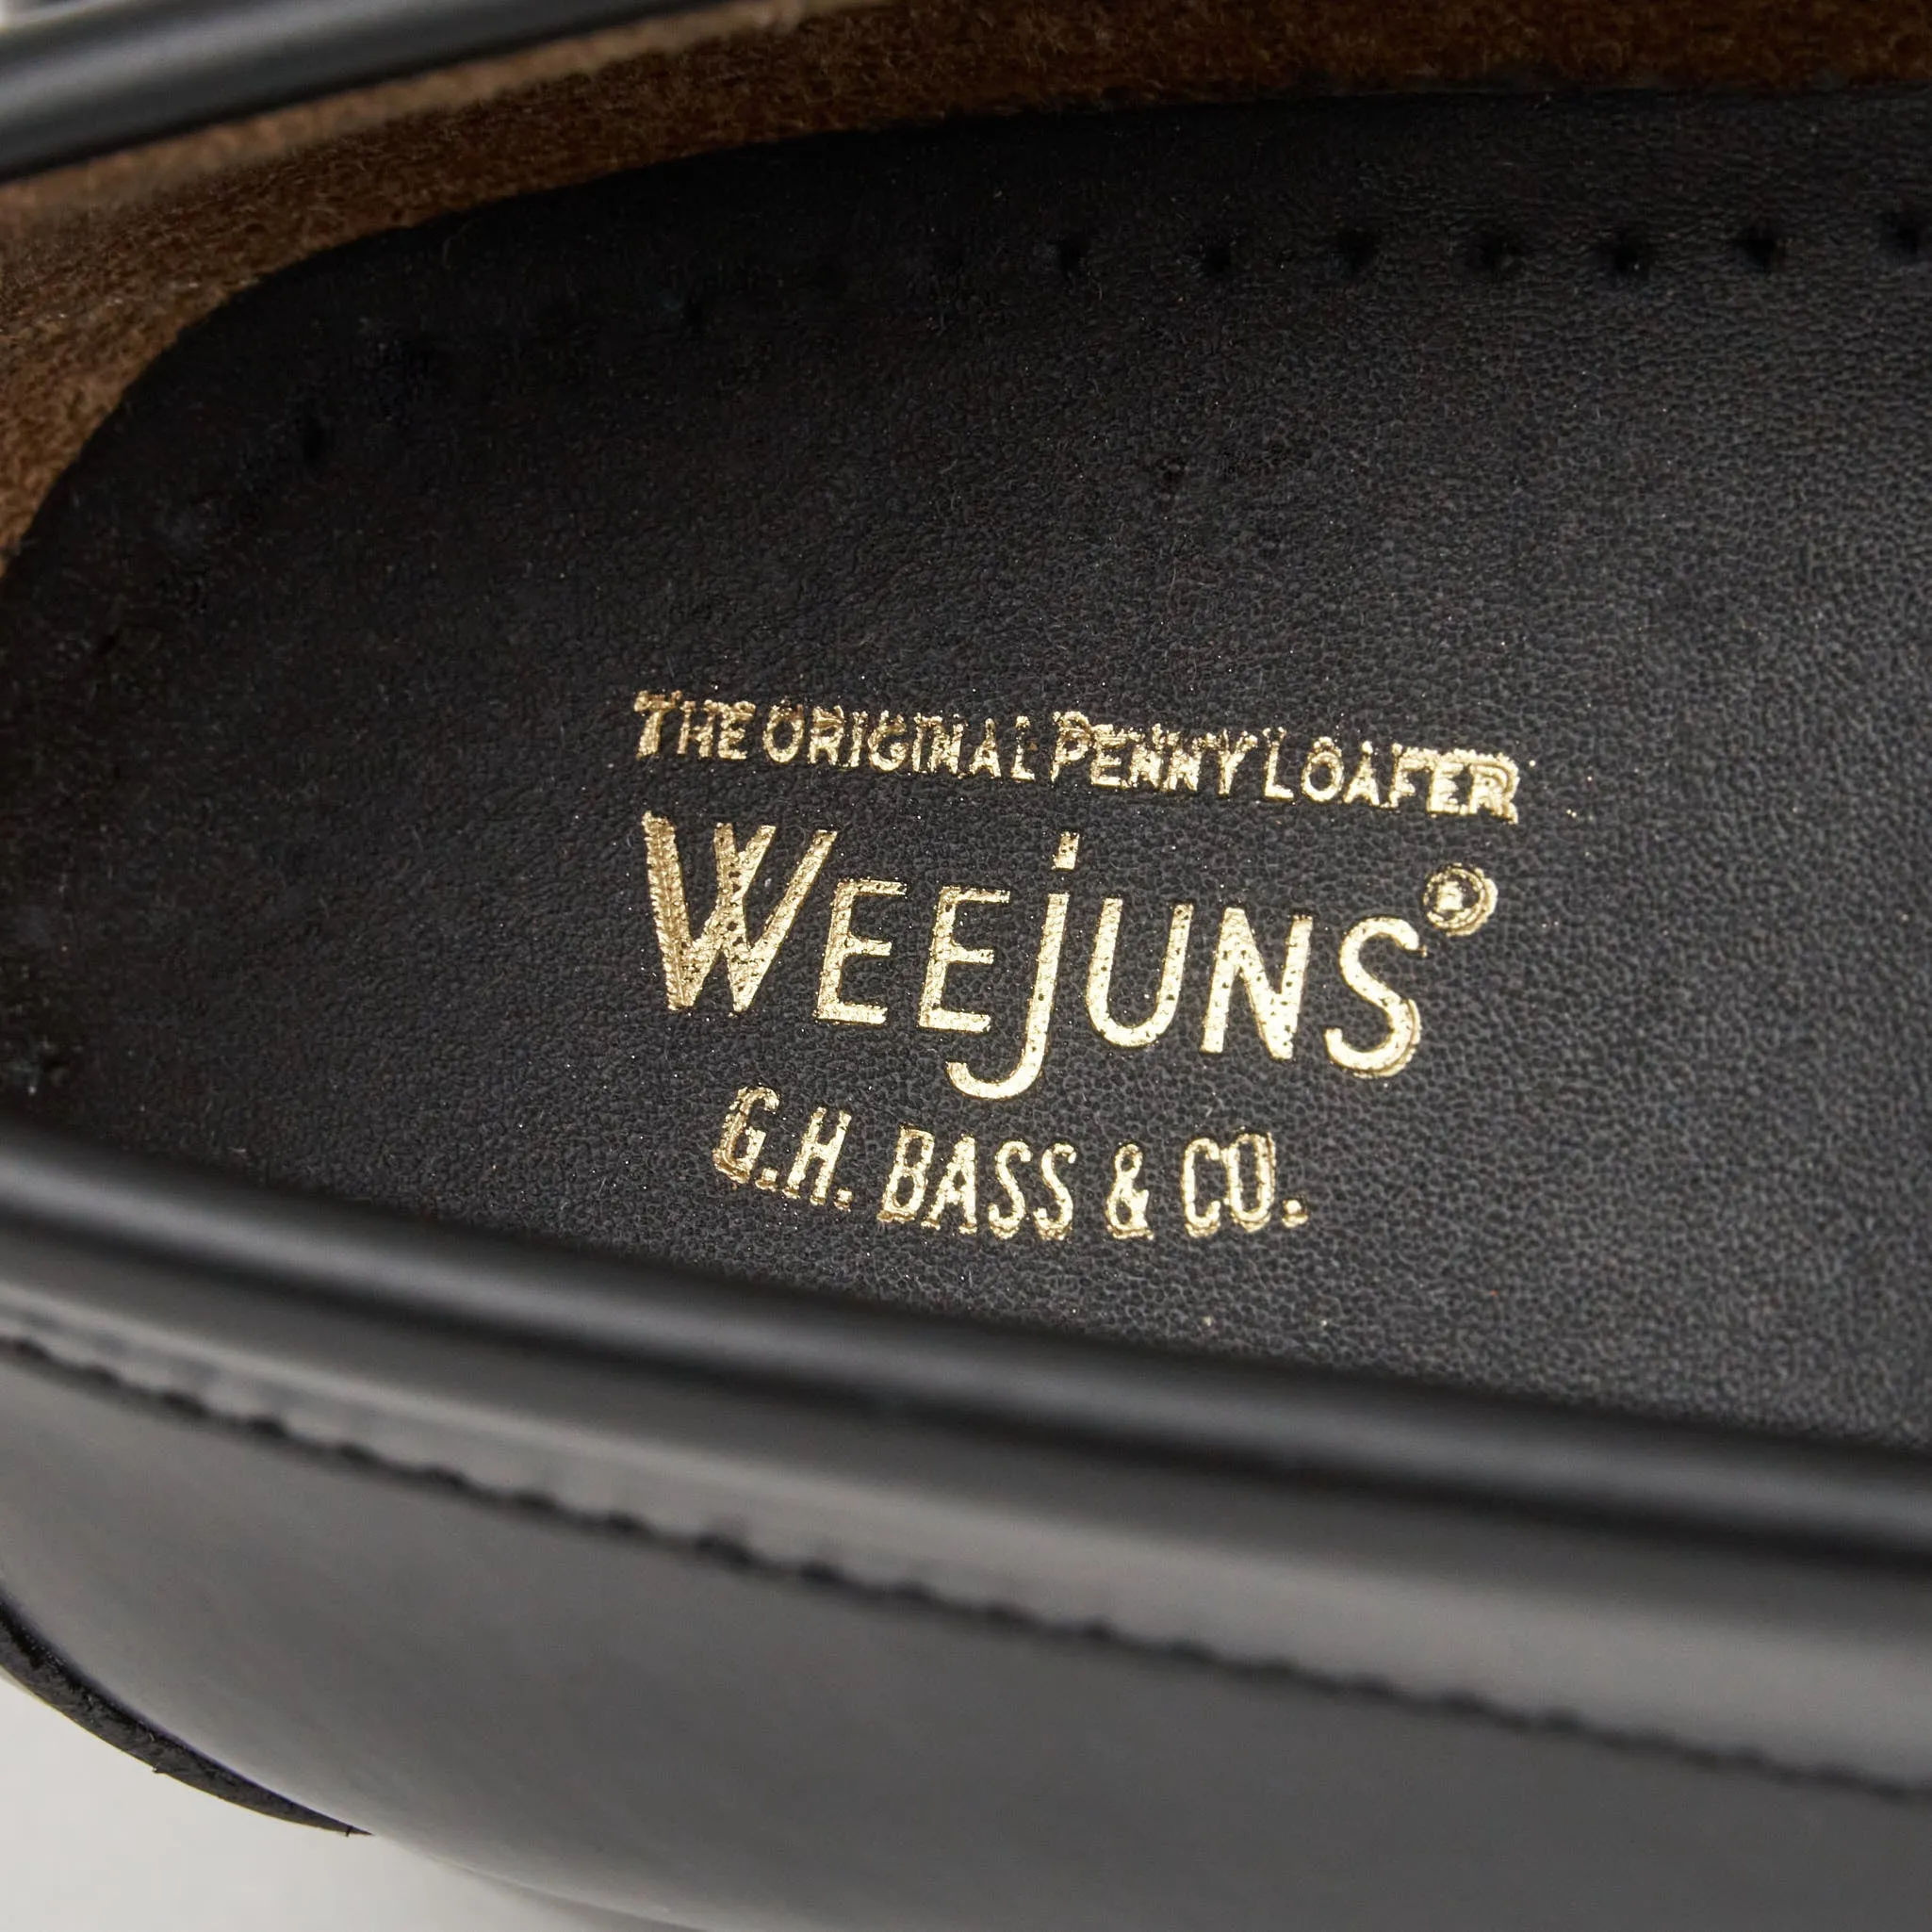 THE ORIGINAL PENNY LOAFER
WEEjUNS®
G.H. BASS & CO.